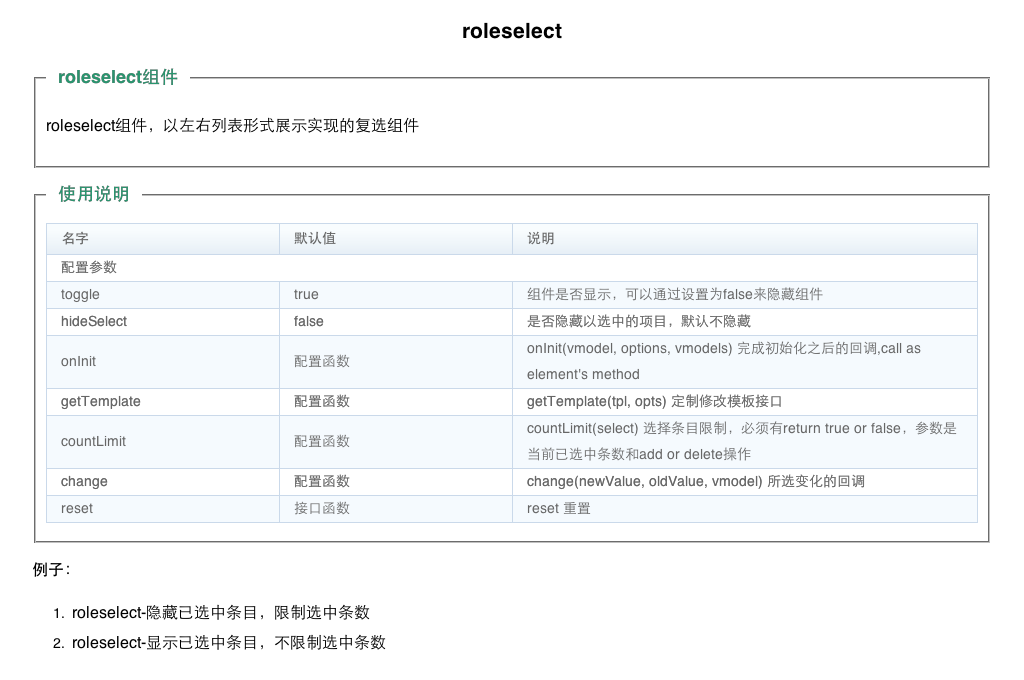 roleselect
roleselect组件
roleselect组件，以左右列表形式展示实现的复选组件
使用说明
名字 默认值 说明
配置参数
toggle true 组件是否显示，可以通过设置为false来隐藏组件
hideSelect false 是否隐藏以选中的项目，默认不隐藏
onInit 配置函数 onInit(vmodel, options, vmodels) 完成初始化之后的回调,call as
element's method
getTemplate 配置函数 getTemplate(tpl, opts) 定制修改模板接口
countLimit 配置函数 countLimit(select) 选择条目限制，必须有return true or false，参数是
当前已选中条数和add or delete操作
change 配置函数 change(newValue, oldValue, vmodel) 所选变化的回调
reset 接口函数 reset 重置
例子：
1. roleselect-隐藏已选中条目，限制选中条数
2. roleselect-显示已选中条目，不限制选中条数